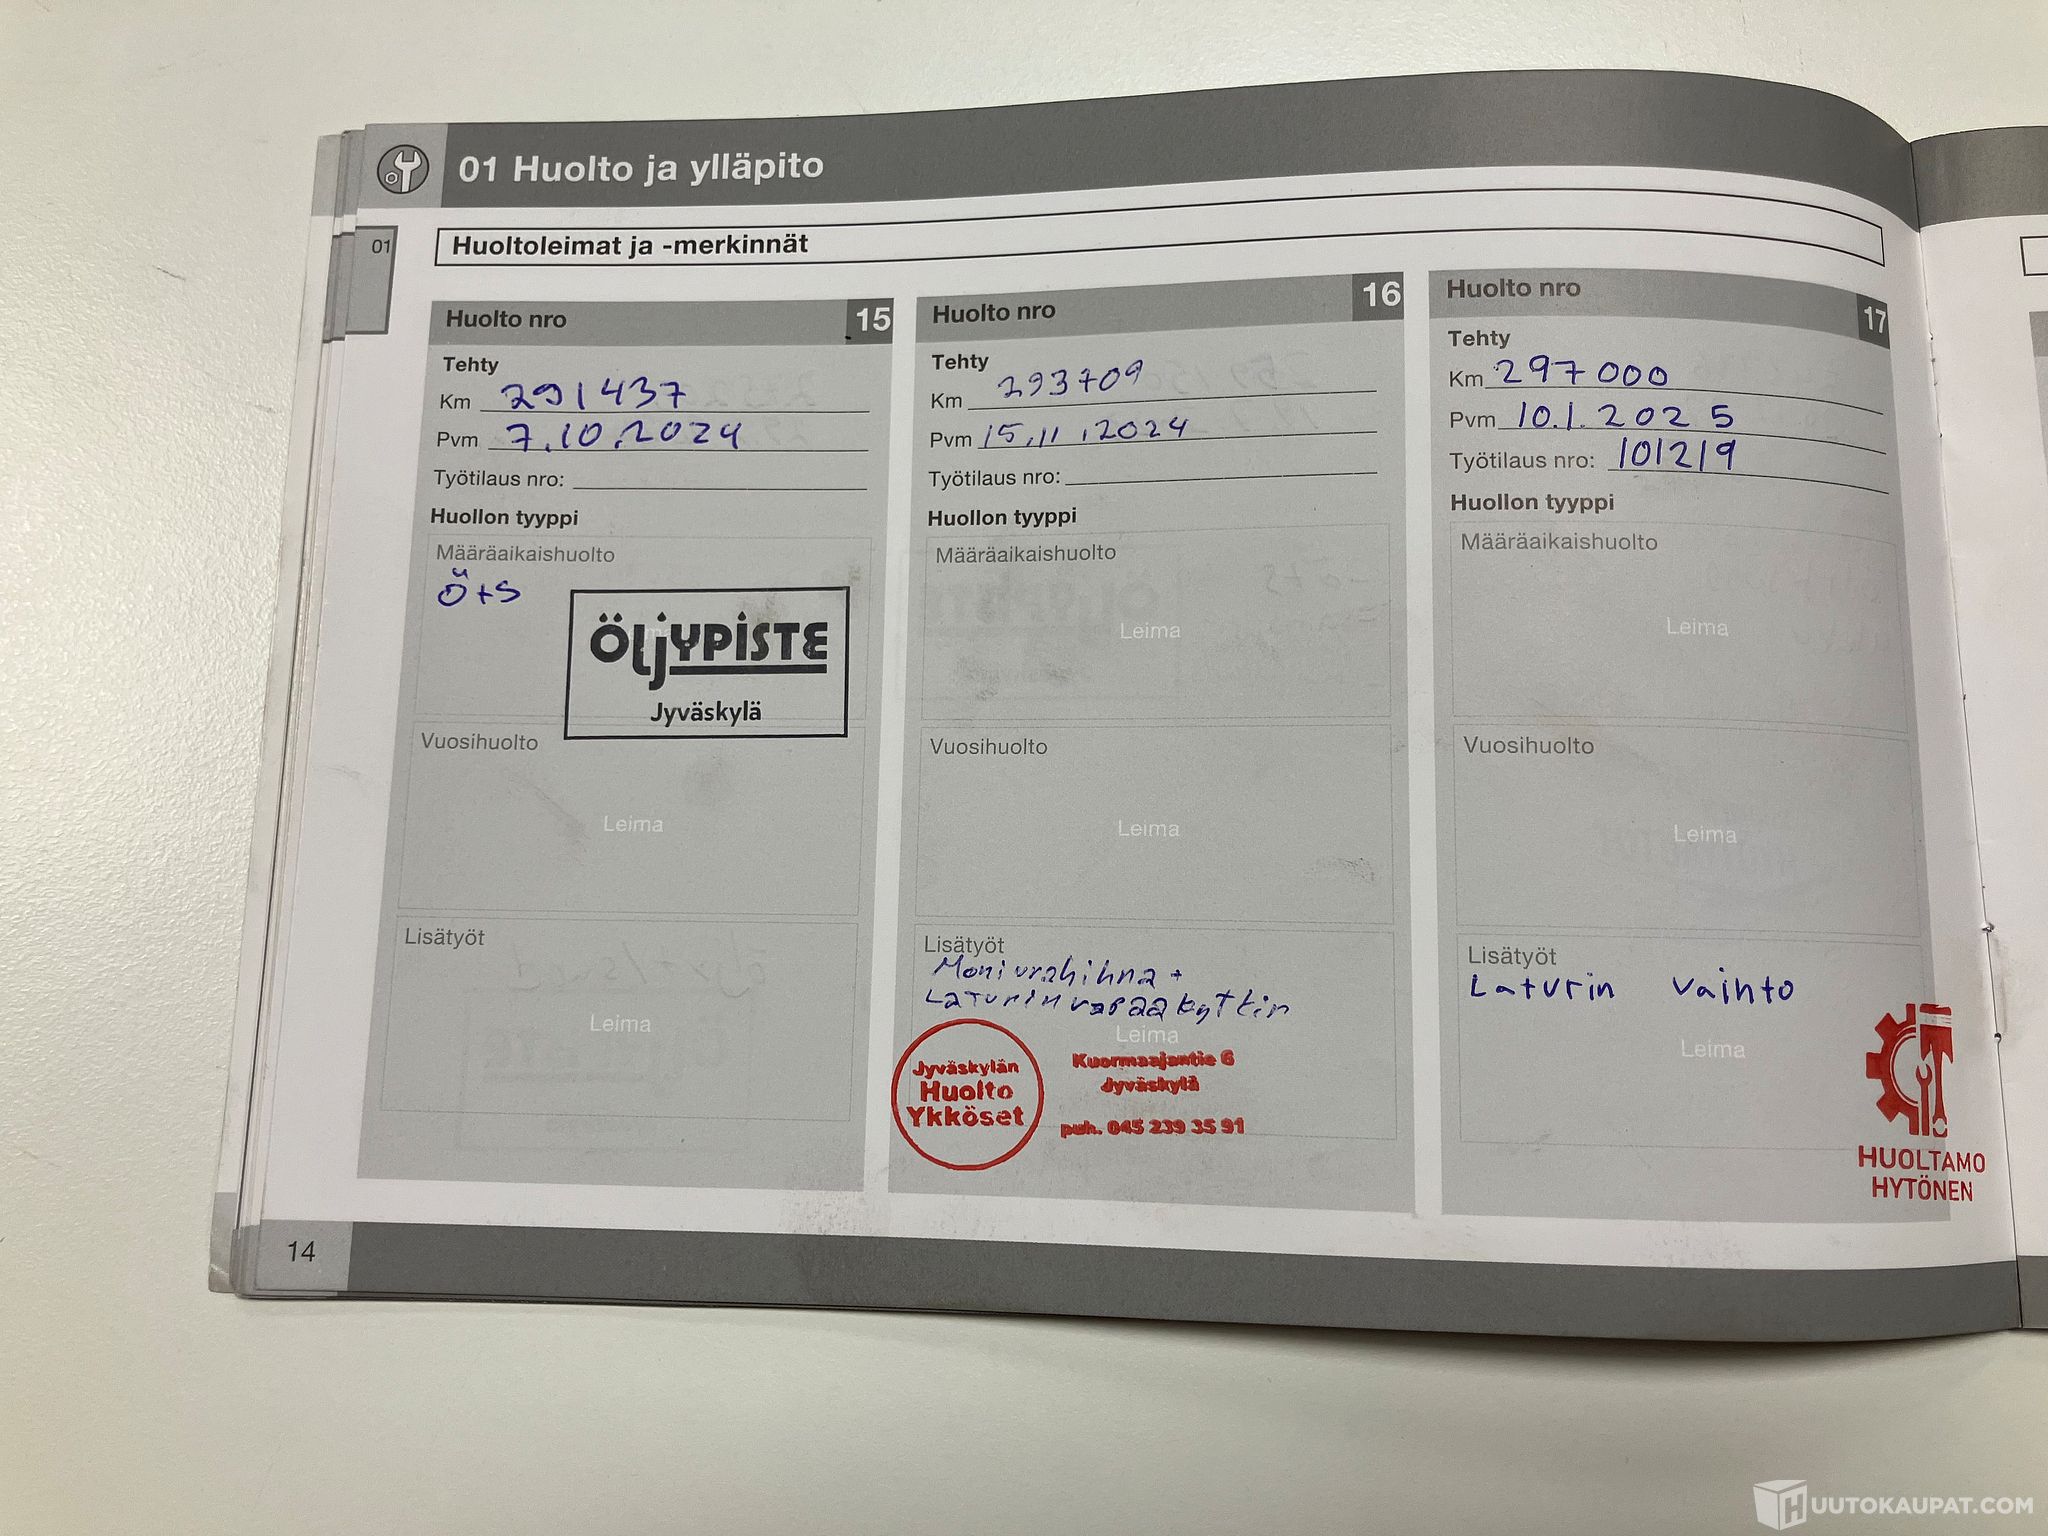 01 Huolto ja ylläpito
01
Huoltoleimat ja -merkinnät
Huolto nro 15
Tehty
Km 291437
Pvm 7.10.2024
Työtilaus nro:
Huollon tyyppi
Määräaikaishuolto
Ö+S
ÖLJYPISTE
Jyväskylä
Vuosihuolto
Leima
Lisätyöt
Leima
Huolto nro 16
Tehty
Km 293709
Pvm 15.11.2024
Työtilaus nro:
Huollon tyyppi
Määräaikaishuolto
Leima
Vuosihuolto
Leima
Lisätyöt
Moniurahihna +
Laturin vapaakytkin
Leima
Jyväskylän
Huolto
Ykköset
Kuormaajantie 6
Jyväskylä
puh. 045 239 35 91
Huolto nro 17
Tehty
Km 297000
Pvm 10.1.2025
Työtilaus nro: 101219
Huollon tyyppi
Määräaikaishuolto
Leima
Vuosihuolto
Leima
Lisätyöt
Laturin vaihto
Leima
HUOLTAMO
HYTÖNEN
14
HUUTOKAUPAT.COM